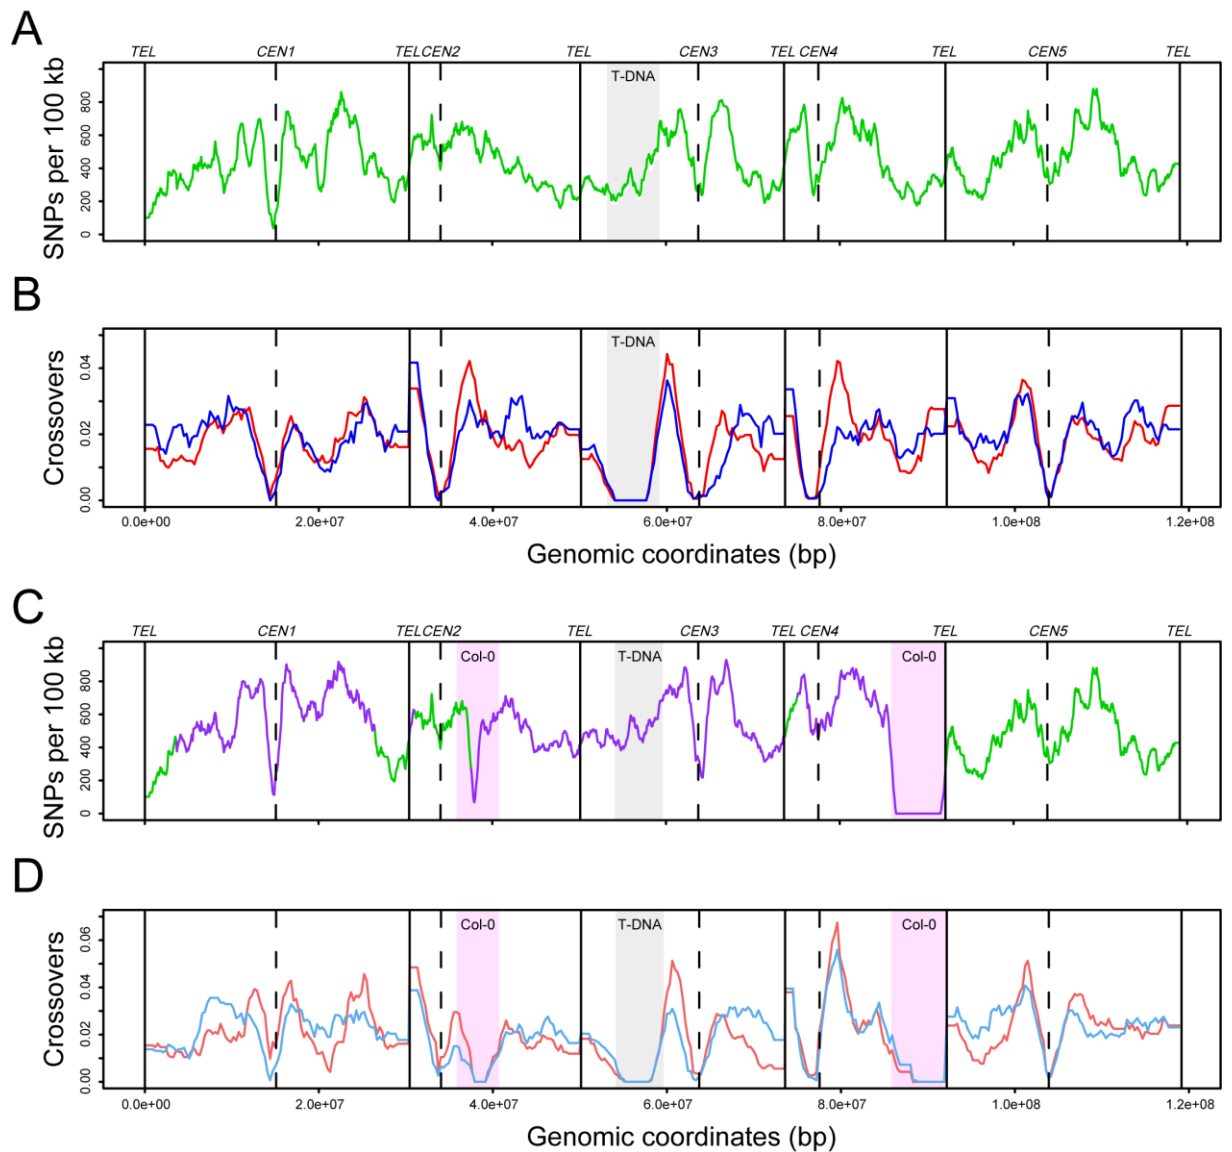 A
TEL CEN1 TEL CEN2 TEL CEN3 TEL CEN4 TEL CEN5 TEL
SNPs per 100 kb
800
600
400
200
0
T-DNA
B
Crossovers
0.04
0.02
0.00
T-DNA
0.0e+00 2.0e+07 4.0e+07 6.0e+07 8.0e+07 1.0e+08 1.2e+08
Genomic coordinates (bp)
C
TEL CEN1 TEL CEN2 TEL CEN3 TEL CEN4 TEL CEN5 TEL
SNPs per 100 kb
800
600
400
200
0
Col-0 T-DNA Col-0
D
Crossovers
0.06
0.04
0.02
0.00
Col-0 T-DNA Col-0
0.0e+00 2.0e+07 4.0e+07 6.0e+07 8.0e+07 1.0e+08 1.2e+08
Genomic coordinates (bp)